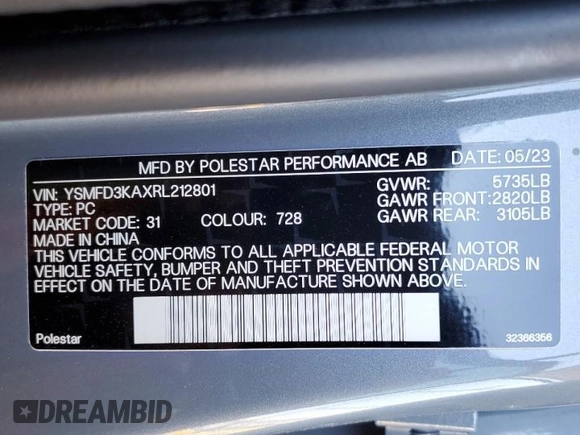 MFD BY POLESTAR PERFORMANCE AB DATE: 05/23
VIN: YSMFD3KAXRL212801 GVWR: 5735LB
TYPE: PC GAWR FRONT:2820LB
MARKET CODE: 31 COLOUR: 728 GAWR REAR: 3105LB
MADE IN CHINA
THIS VEHICLE CONFORMS TO ALL APPLICABLE FEDERAL MOTOR
VEHICLE SAFETY, BUMPER AND THEFT PREVENTION STANDARDS IN
EFFECT ON THE DATE OF MANUFACTURE SHOWN ABOVE.
Polestar 32366356
DREAMBID